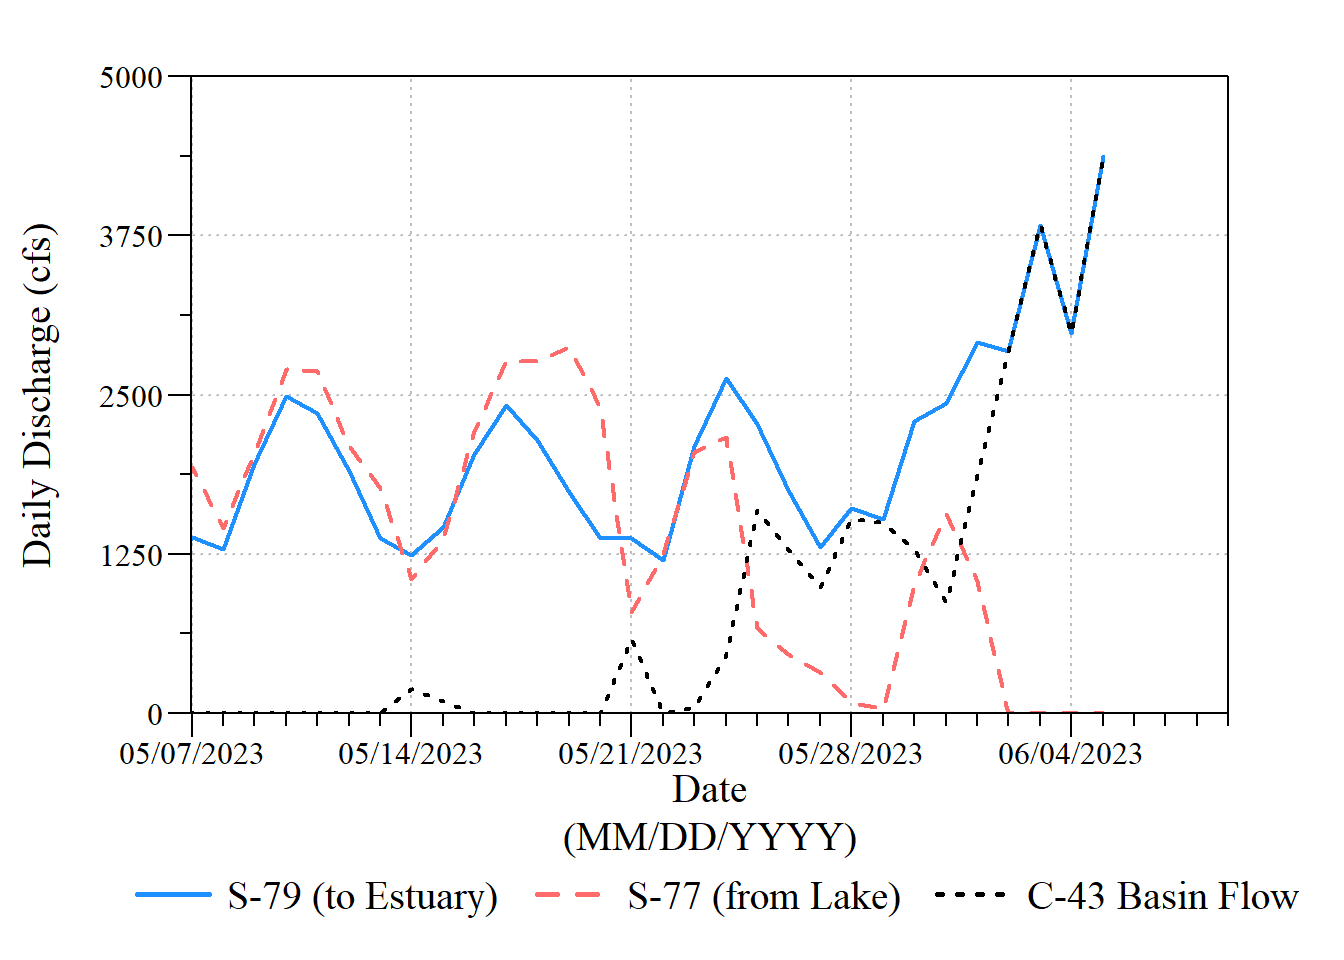 5000
3750
2500
1250
0
Daily Discharge (cfs)
05/07/2023 05/14/2023 05/21/2023 05/28/2023 06/04/2023
Date
(MM/DD/YYYY)
S-79 (to Estuary) S-77 (from Lake) C-43 Basin Flow